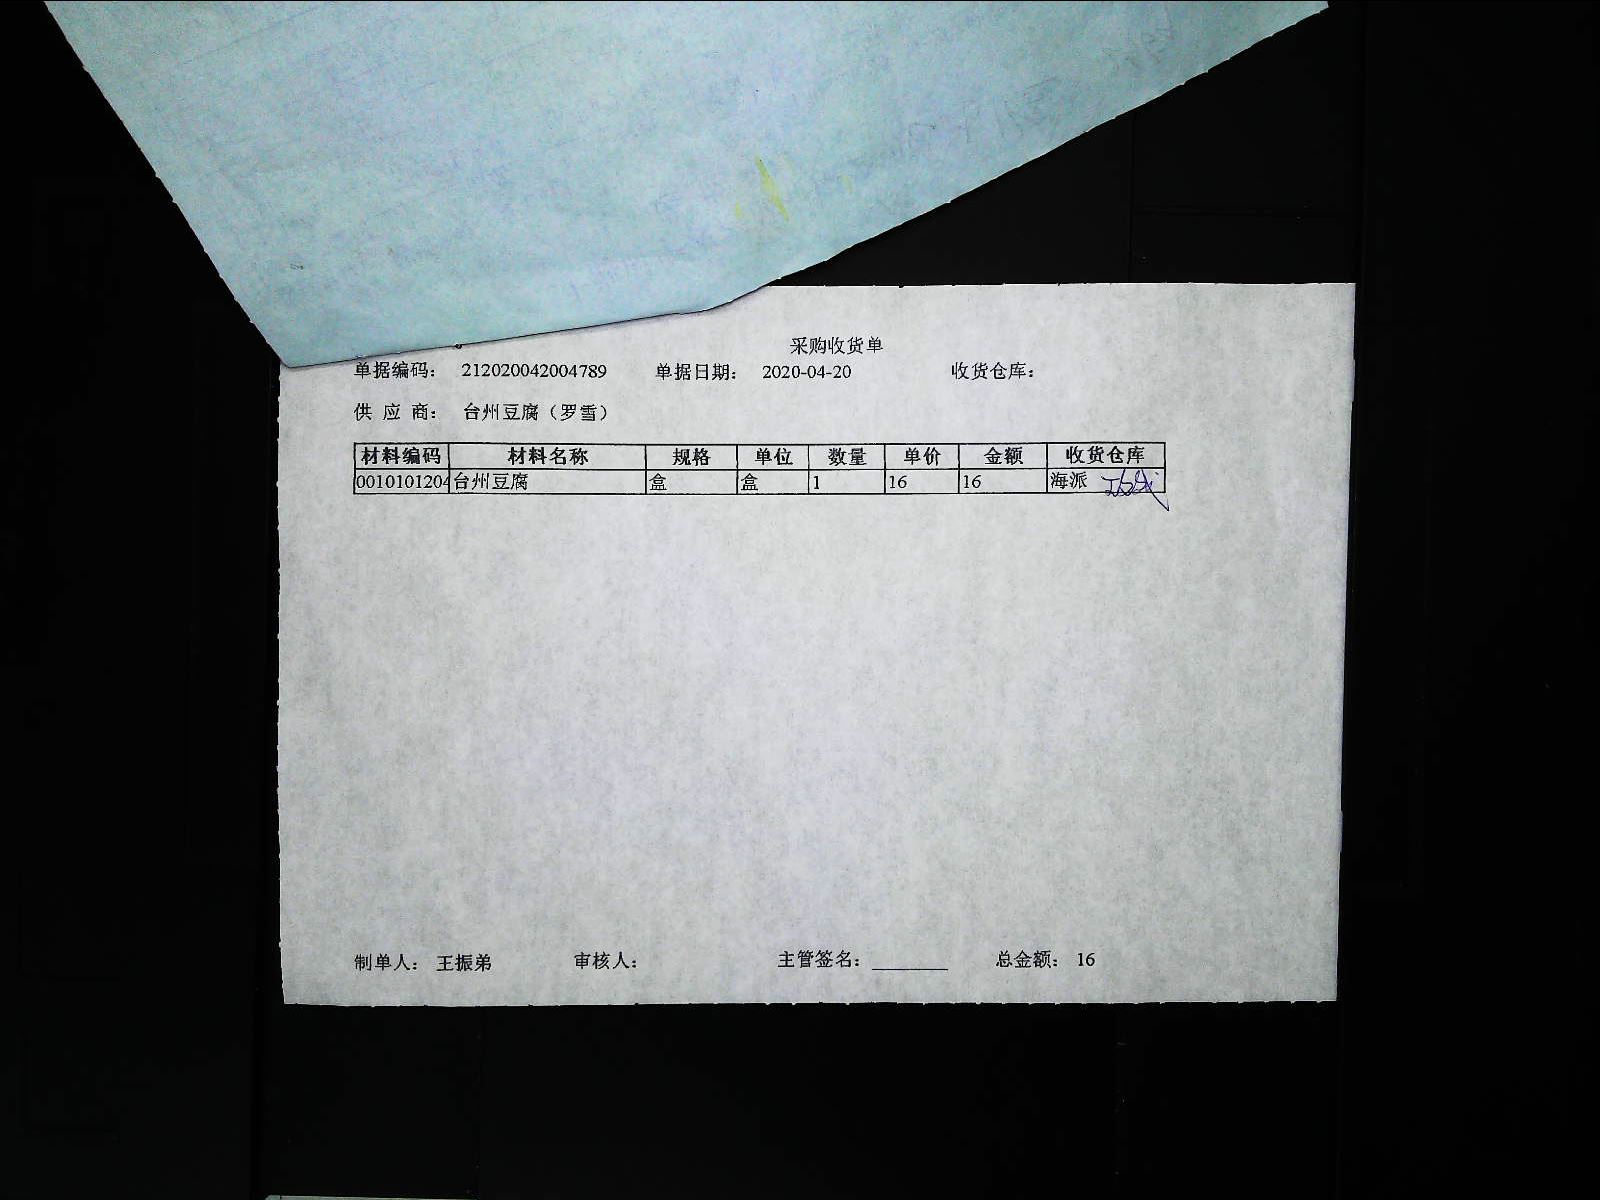 采购收货单
单据编码: 212020042004789 单据日期: 2020-04-20 收货仓库:
供 应 商: 台州豆腐（罗雪）
材料编码 材料名称 规格 单位 数量 单价 金额 收货仓库
0010101204 台州豆腐 盒 盒 1 16 16 海派
制单人: 王振弟 审核人: 主管签名: ________ 总金额: 16